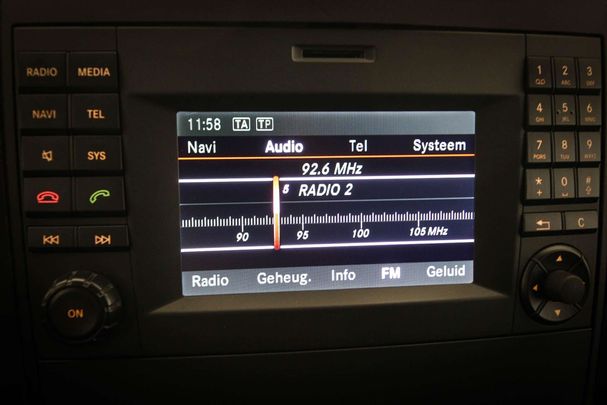 RADIO MEDIA
NAVI TEL
SYS
ON
11:58 TA TP
Navi Audio Tel Systeem
92.6 MHz
5 RADIO 2
90 95 100 105 MHz
Radio Geheug. Info FM Geluid
1 2 3
QO ABC DEF
4 5 6
GHI JKL MNO
7 8 9
PQRS TUV WXYZ
* 0 #
+
C